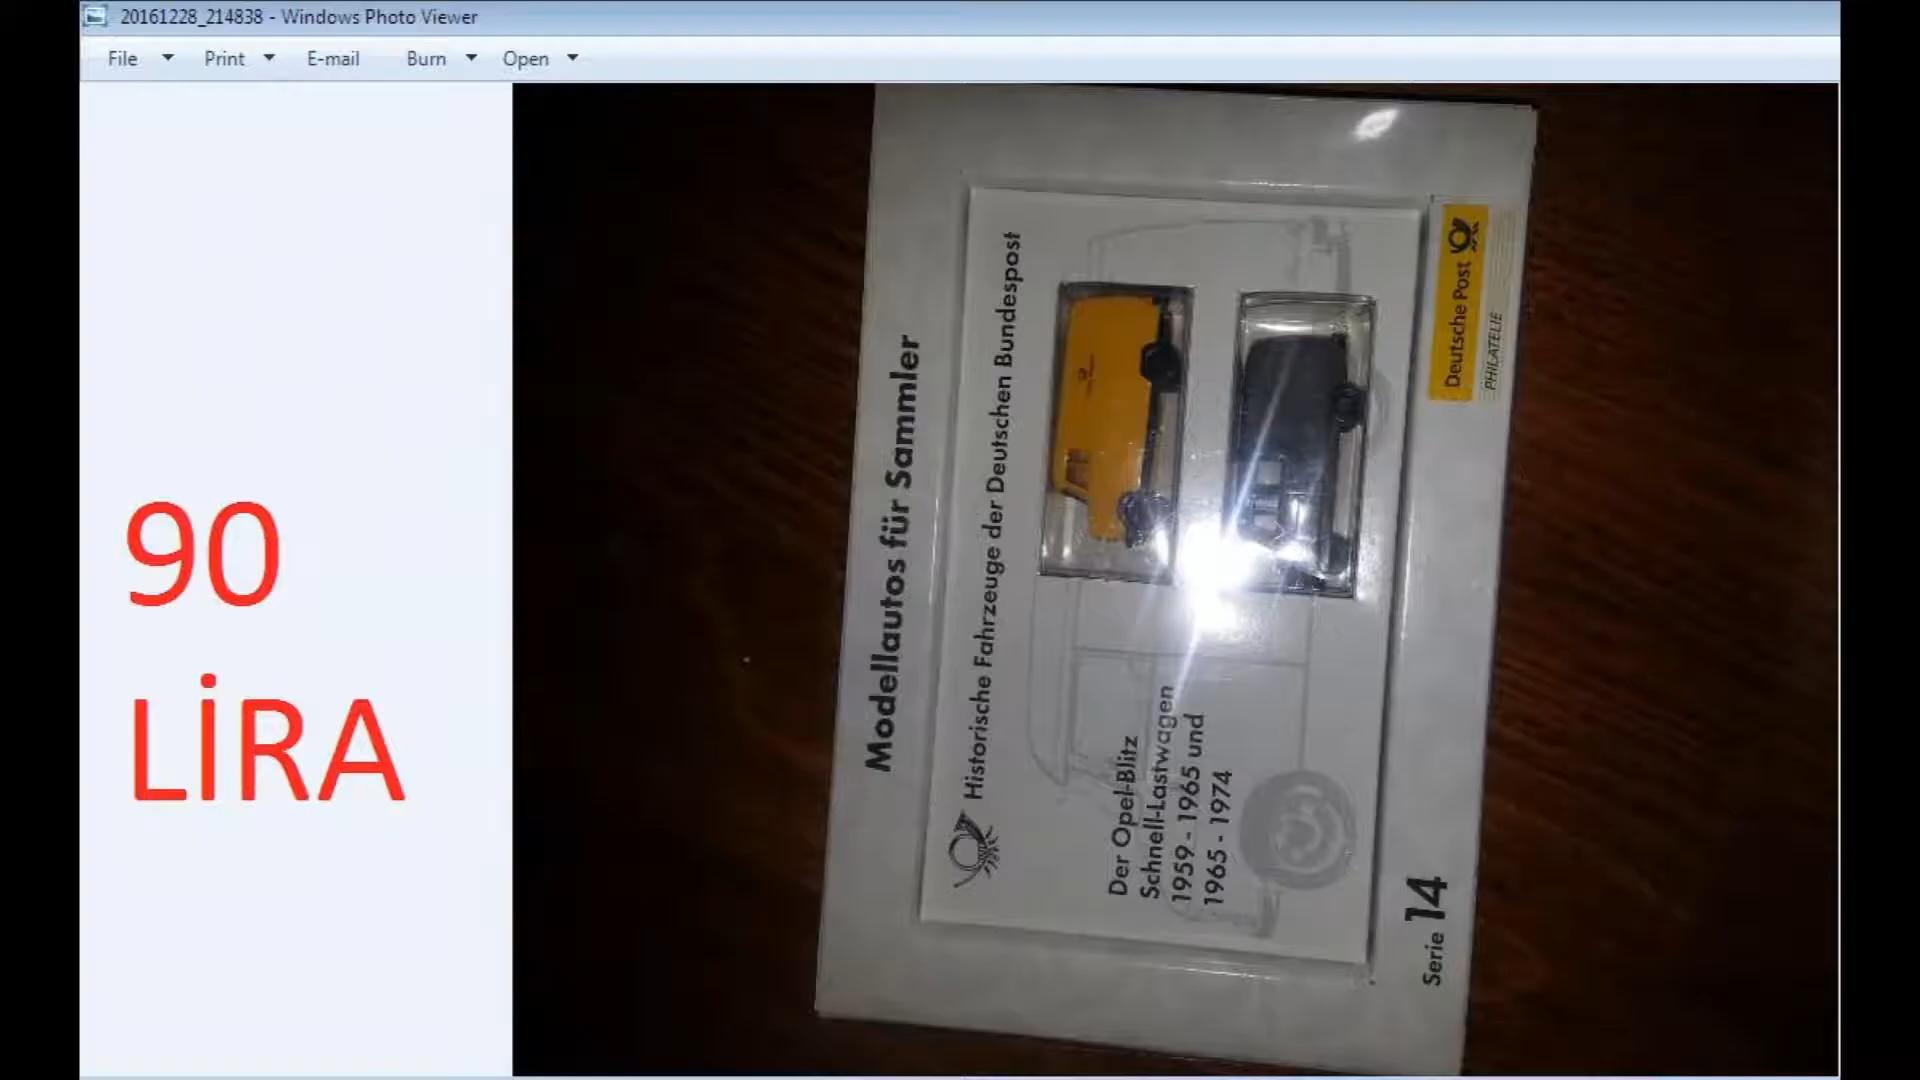 20161228_214838 - Windows Photo Viewer
File Print E-mail Burn Open
90
LİRA
Modellautos für Sammler
Historische Fahrzeuge der Deutschen Bundespost
Der Opel-Blitz
Schnell-Lastwagen
1959 - 1965 und
1965 - 1974
Deutsche Post
PHILATELIE
Serie 14